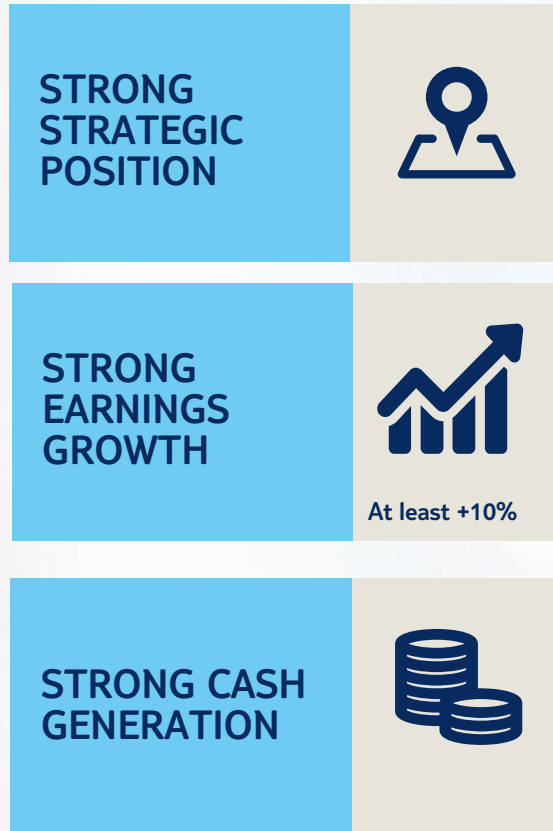 STRONG
STRATEGIC
POSITION
STRONG
EARNINGS
GROWTH
At least +10%
STRONG CASH
GENERATION